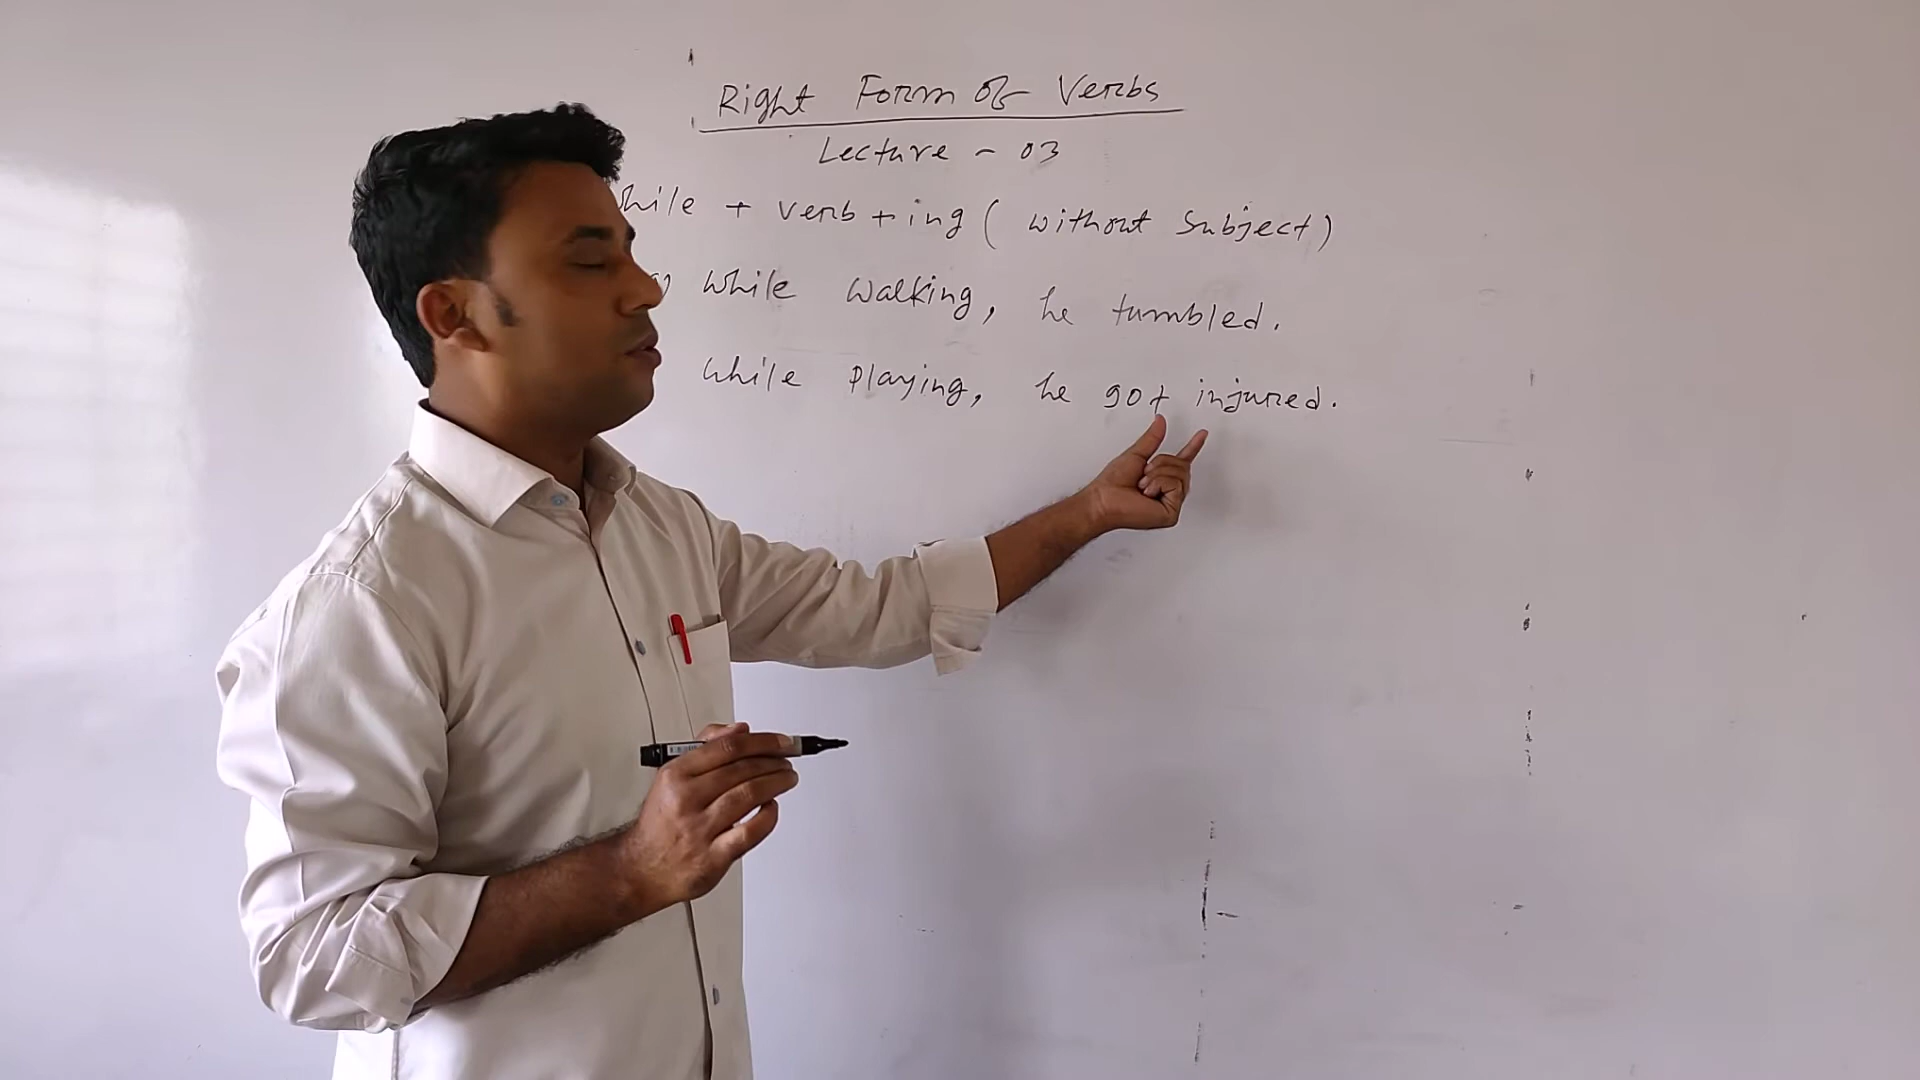 Right Form Of Verbs
Lecture - 03
hile + verb + ing ( without subject )
while walking, he tumbled.
while playing, he got injured.